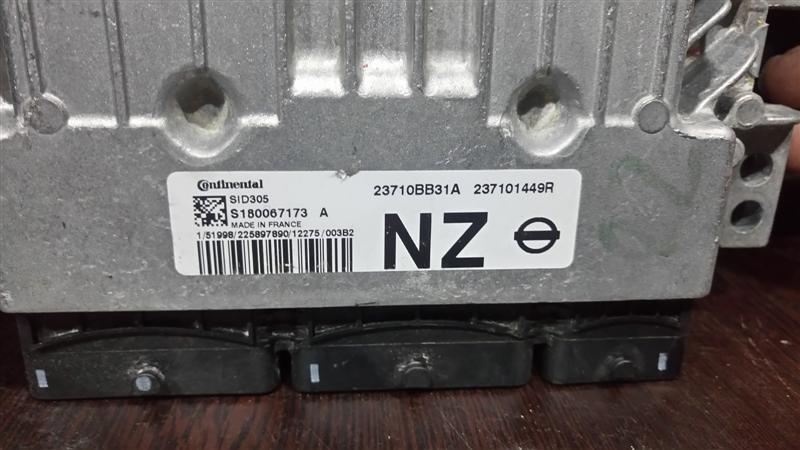 Continental
SID305
S180067173 A
MADE IN FRANCE
1/51998/225897890/12275/003B2
23710BB31A 237101449R
NZ